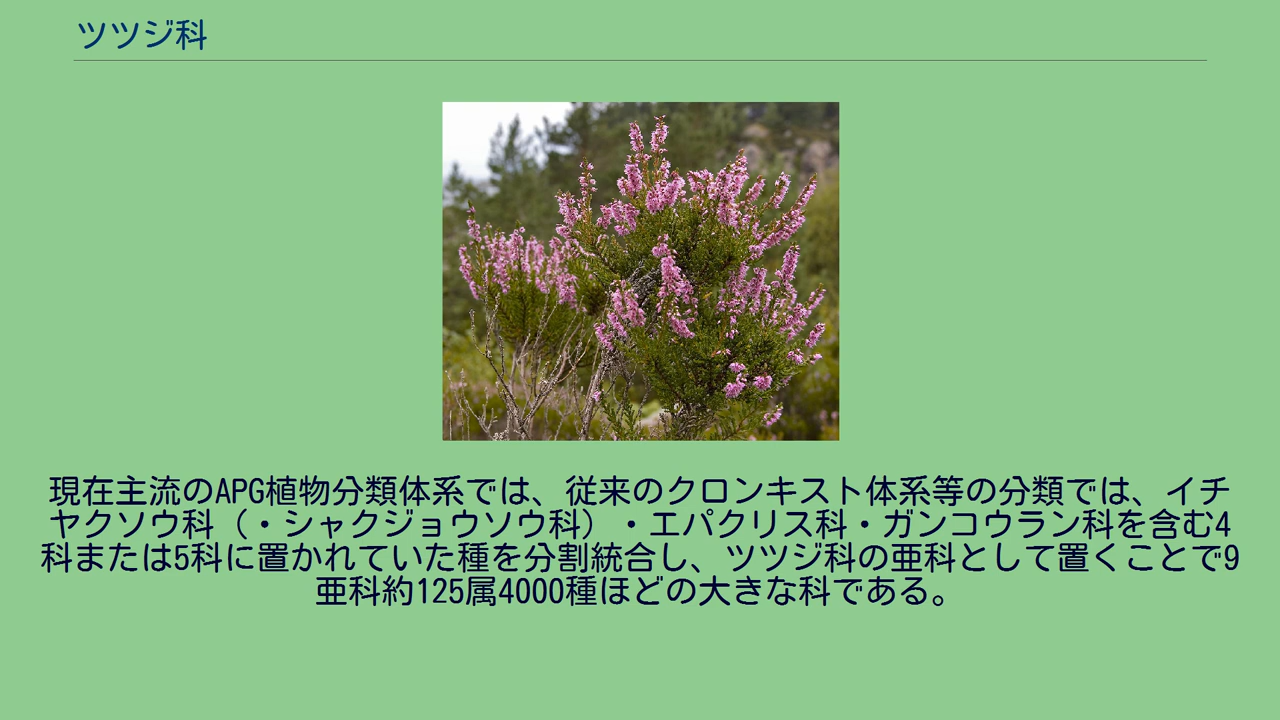 ツツジ科
現在主流のAPG植物分類体系では、従来のクロンキスト体系等の分類では、イチ
ヤクソウ科（・シャクジョウソウ科）・エパクリス科・ガンコウラン科を含む4
科または5科に置かれていた種を分割統合し、ツツジ科の亜科として置くことで9
亜科約125属4000種ほどの大きな科である。